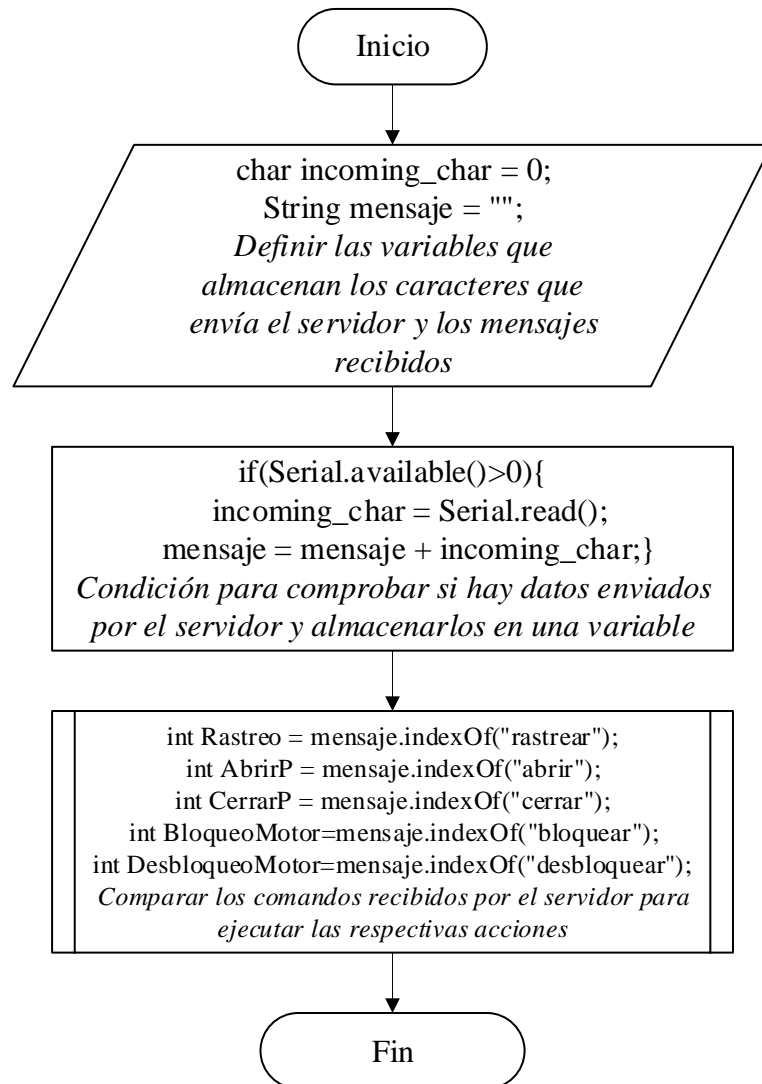 Inicio
char incoming_char = 0;
String mensaje = "";
Definir las variables que
almacenan los caracteres que
envía el servidor y los mensajes
recibidos
if(Serial.available()>0){
incoming_char = Serial.read();
mensaje = mensaje + incoming_char;}
Condición para comprobar si hay datos enviados
por el servidor y almacenarlos en una variable
int Rastreo = mensaje.indexOf("rastrear");
int AbrirP = mensaje.indexOf("abrir");
int CerrarP = mensaje.indexOf("cerrar");
int BloqueoMotor=mensaje.indexOf("bloquear");
int DesbloqueoMotor=mensaje.indexOf("desbloquear");
Comparar los comandos recibidos por el servidor para
ejecutar las respectivas acciones
Fin